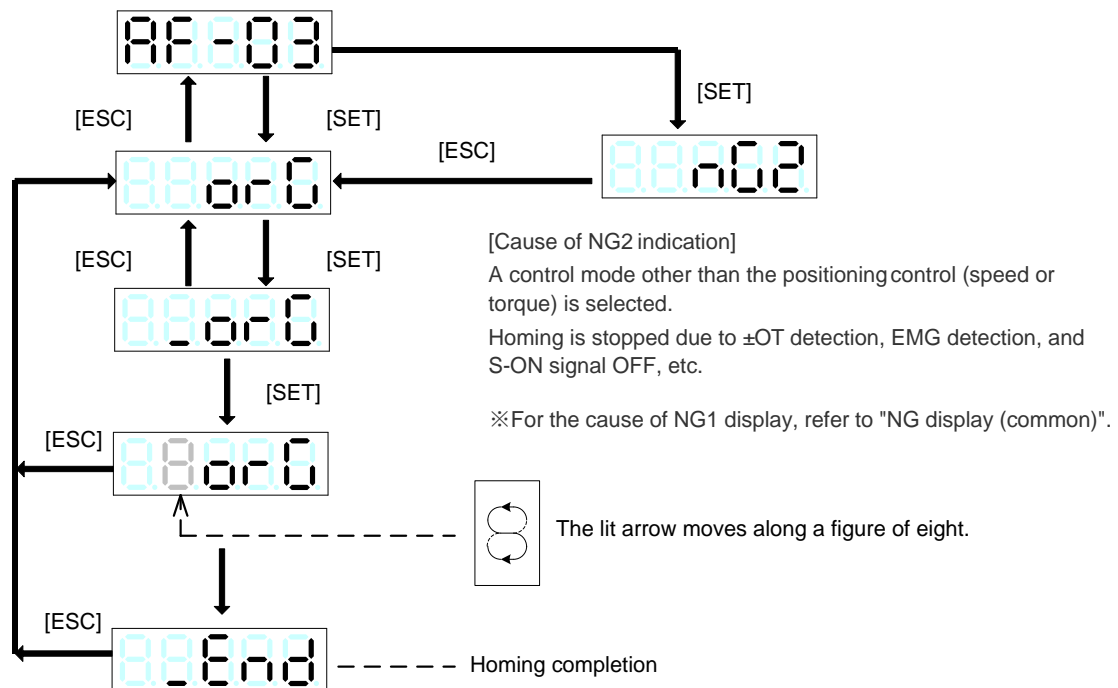 AF-03
[SET]
[ESC]
[SET]
[ESC]
orG
nG2
[Cause of NG2 indication]
A control mode other than the positioning control (speed or
torque) is selected.
Homing is stopped due to ±OT detection, EMG detection, and
S-ON signal OFF, etc.
[ESC]
[SET]
_orG
[SET]
※For the cause of NG1 display, refer to "NG display (common)".
[ESC]
orG
The lit arrow moves along a figure of eight.
[ESC]
_End
Homing completion